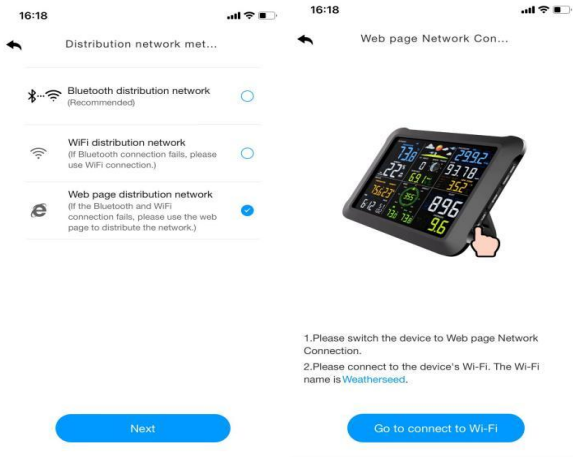 16:18
Distribution network met...
Bluetooth distribution network
(Recommended)
WiFi distribution network
(If Bluetooth connection fails, please
use WiFi connection.)
Web page distribution network
(If the Bluetooth and WiFi
connection fails, please use the web
page to distribute the network.)
Next
16:18
Web page Network Con...
1.Please switch the device to Web page Network
Connection.
2.Please connect to the device's Wi-Fi. The Wi-Fi
name is Weatherseed.
Go to connect to Wi-Fi